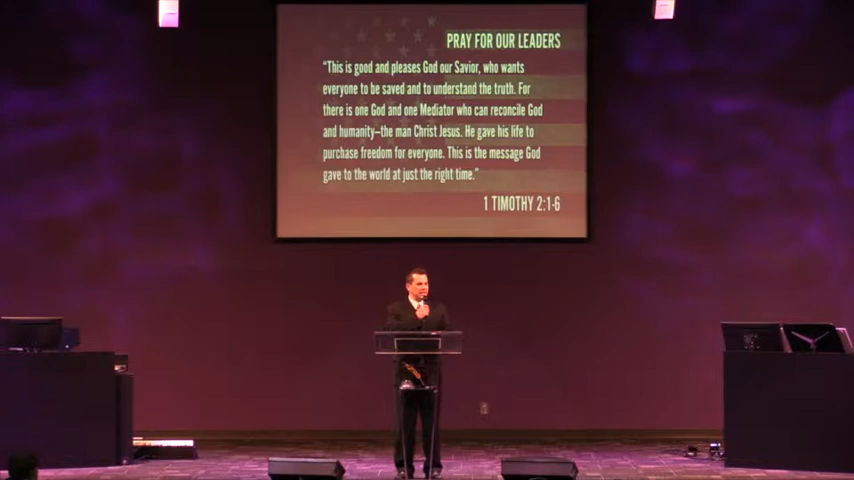 PRAY FOR OUR LEADERS
“This is good and pleases God our Savior, who wants
everyone to be saved and to understand the truth. For
there is one God and one Mediator who can reconcile God
and humanity—the man Christ Jesus. He gave his life to
purchase freedom for everyone. This is the message God
gave to the world at just the right time.”
1 TIMOTHY 2:1-6